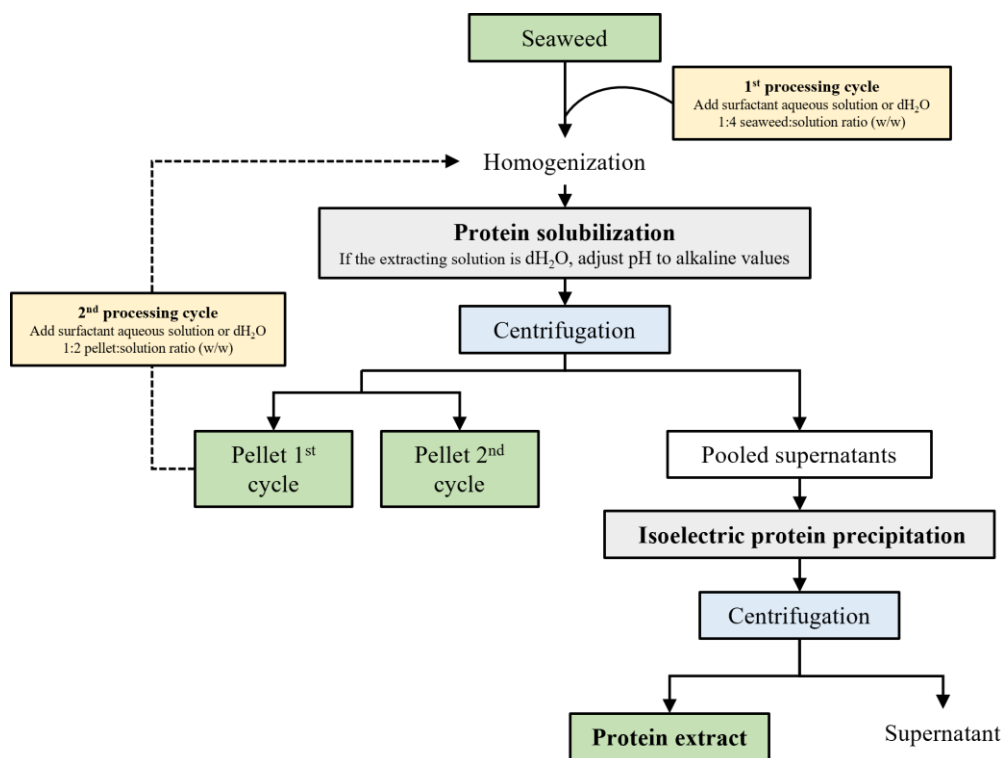 Seaweed
1st processing cycle
Add surfactant aqueous solution or dH₂O
1:4 seaweed:solution ratio (w/w)
Homogenization
Protein solubilization
If the extracting solution is dH₂O, adjust pH to alkaline values
2nd processing cycle
Add surfactant aqueous solution or dH₂O
1:2 pellet:solution ratio (w/w)
Centrifugation
Pellet 1st
cycle
Pellet 2nd
cycle
Pooled supernatants
Isoelectric protein precipitation
Centrifugation
Protein extract
Supernatant